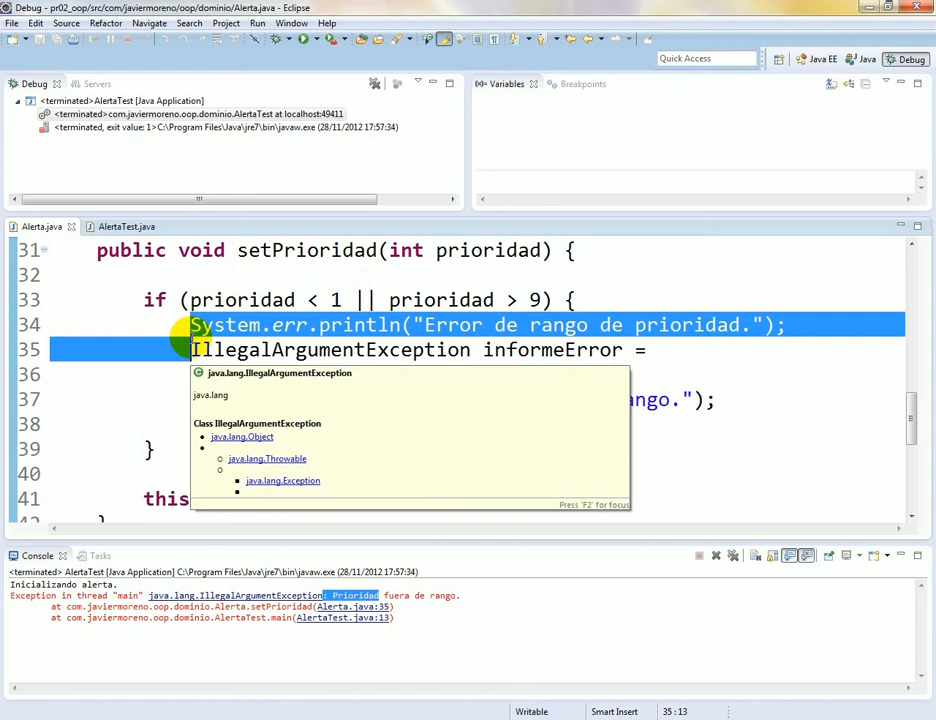 Debug - pr02_oop/src/com/javiermoreno/oop/dominio/Alerta.java - Eclipse
File Edit Source Refactor Navigate Search Project Run Window Help
Quick Access
Java EE
Java
Debug
Debug
Servers
<terminated>AlertaTest [Java Application]
<terminated>com.javiermoreno.oop.dominio.AlertaTest at localhost:49411
<terminated, exit value: 1>C:\Program Files\Java\jre7\bin\javaw.exe (28/11/2012 17:57:34)
Variables
Breakpoints
Alerta.java
AlertaTest.java
31 public void setPrioridad(int prioridad) {
32
33 if (prioridad < 1 || prioridad > 9) {
34 System.err.println("Error de rango de prioridad.");
35 IllegalArgumentException informeError =
36
37 ango.");
38
39 }
40
41 this
42
java.lang.IllegalArgumentException
java.lang
Class IllegalArgumentException
java.lang.Object
java.lang.Throwable
java.lang.Exception
Press 'F2' for focus
Console
Tasks
<terminated> AlertaTest [Java Application] C:\Program Files\Java\jre7\bin\javaw.exe (28/11/2012 17:57:34)
Inicializando alerta.
Exception in thread "main" java.lang.IllegalArgumentException: Prioridad fuera de rango.
at com.javiermoreno.oop.dominio.Alerta.setPrioridad(Alerta.java:35)
at com.javiermoreno.oop.dominio.AlertaTest.main(AlertaTest.java:13)
Writable
Smart Insert
35 : 13